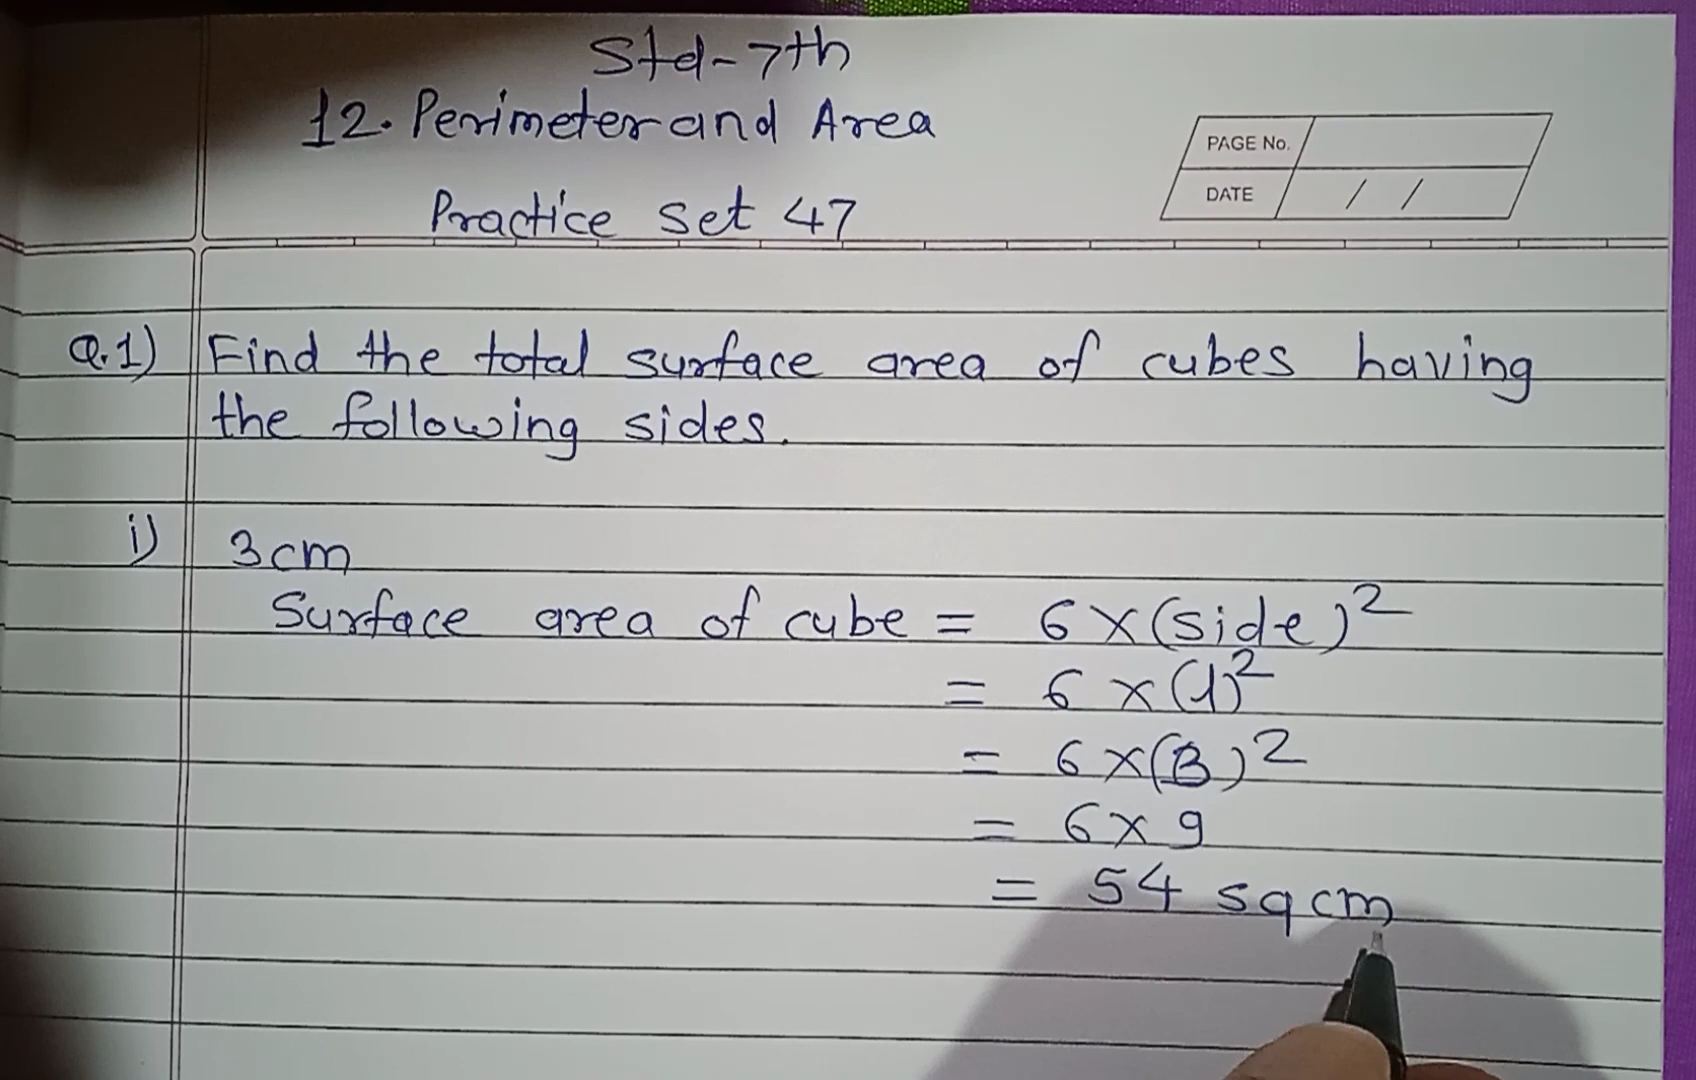 Std-7th
12. Perimeter and Area
PAGE No.
DATE / /
Practice Set 47
Q.1) Find the total surface area of cubes having
the following sides.
i) 3cm
Surface area of cube = 6×(side)²
= 6×(l)²
= 6×(3)²
= 6×9
= 54 sq cm